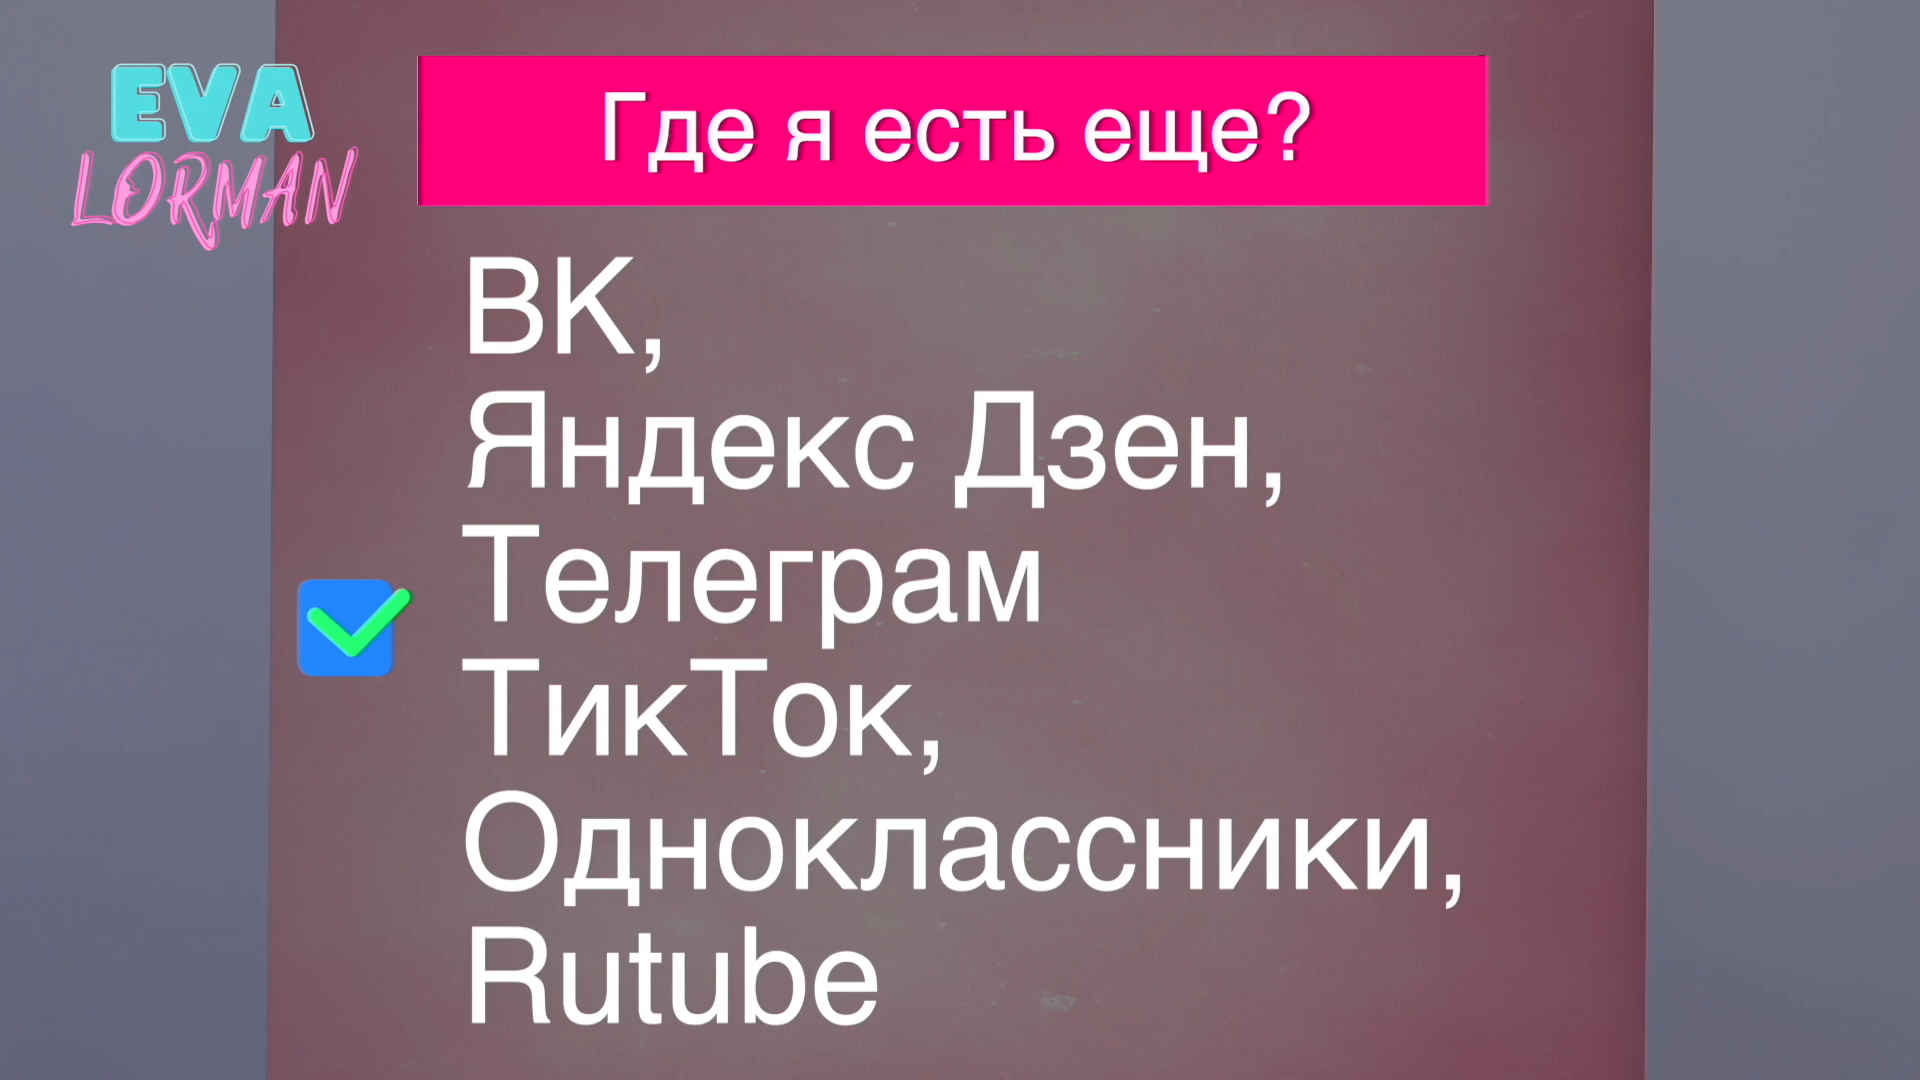 EVA
LORMAN
Где я есть еще?
ВК,
Яндекс Дзен,
Телеграм
ТикТок,
Одноклассники,
Rutube